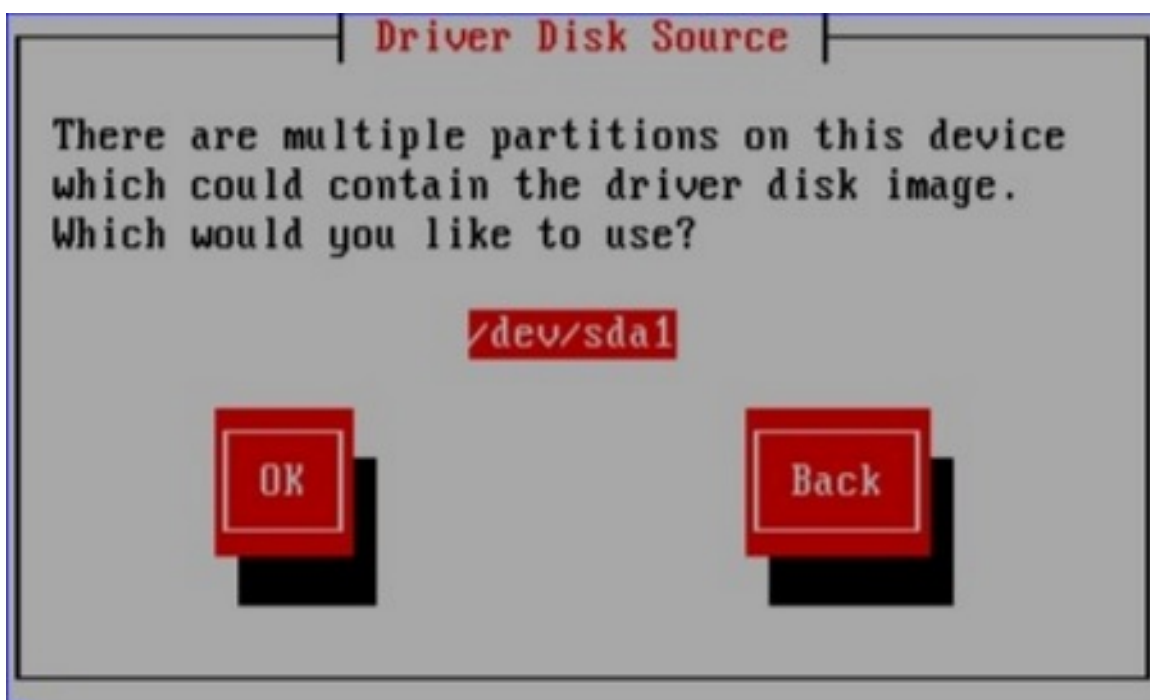 Driver Disk Source
There are multiple partitions on this device
which could contain the driver disk image.
Which would you like to use?
/dev/sda1
OK
Back